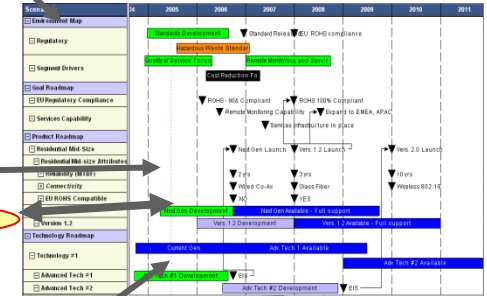 Scena
04 2005 2006 2007 2008 2009 2010 2011
Environment Map
Regulatory
Standards Development
Standard Release
EU ROHS compliance
Hazardous Waste Standar
Segment Drivers
Quality of Service Focus
Remote Monitoring and Servic
Cost Reduction Fo
Goal Roadmap
EU Regulatory Compliance
ROHS - 90% Compliant
ROHS 100% Compliant
Services Capability
Remote Monitoring Capability
Expand to EMEA, APAC
Services Infrastructure in place
Product Roadmap
Residential Mid-Size
Next Gen Launch
Vers. 1.2 Launch
Vers. 2.0 Launch
Residential Mid-size Attributes
Reliability (MTBF)
2 yrs
3 yrs
10 yrs
Connectivity
Wired Co-Ax
Glass Fiber
Wireless 802.16
EU ROHS Compatible
NO
YES
Next Gen Development
Next Gen Available - Full support
Version 1.2
Vers. 1.2 Development
Vers. 1.2 Available - Full support
Technology Roadmap
Technology #1
Current Gen
Adv. Tech 1 Available
Adv. Tech #2 Available
Advanced Tech #1
Tech #1 Development
EIS
Advanced Tech #2
Adv. Tech #2 Development
EIS